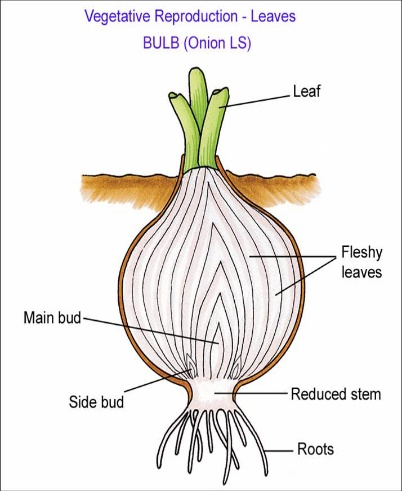 Vegetative Reproduction - Leaves
BULB (Onion LS)
Leaf
Fleshy
leaves
Main bud
Side bud
Reduced stem
Roots